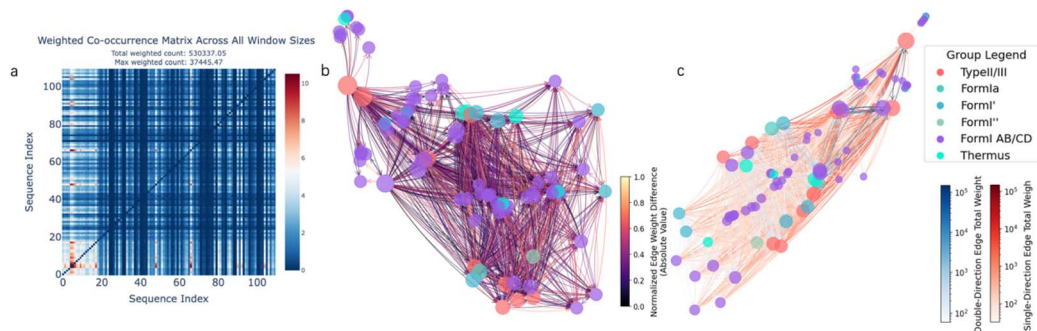 a
Weighted Co-occurrence Matrix Across All Window Sizes
Total weighted count: 530337.05
Max weighted count: 37445.47
Sequence Index
100
80
60
40
20
0
0 20 40 60 80 100
Sequence Index
10
8
6
4
2
0
b
Normalized Edge Weight Difference
(Absolute Value)
1.0
0.8
0.6
0.4
0.2
0.0
c
Group Legend
TypeII/III
FormIa
FormI'
FormI''
FormI AB/CD
Thermus
10⁵
10⁴
10³
10²
Double-Direction Edge Total Weight
10⁵
10⁴
10³
10²
Single-Direction Edge Total Weigh